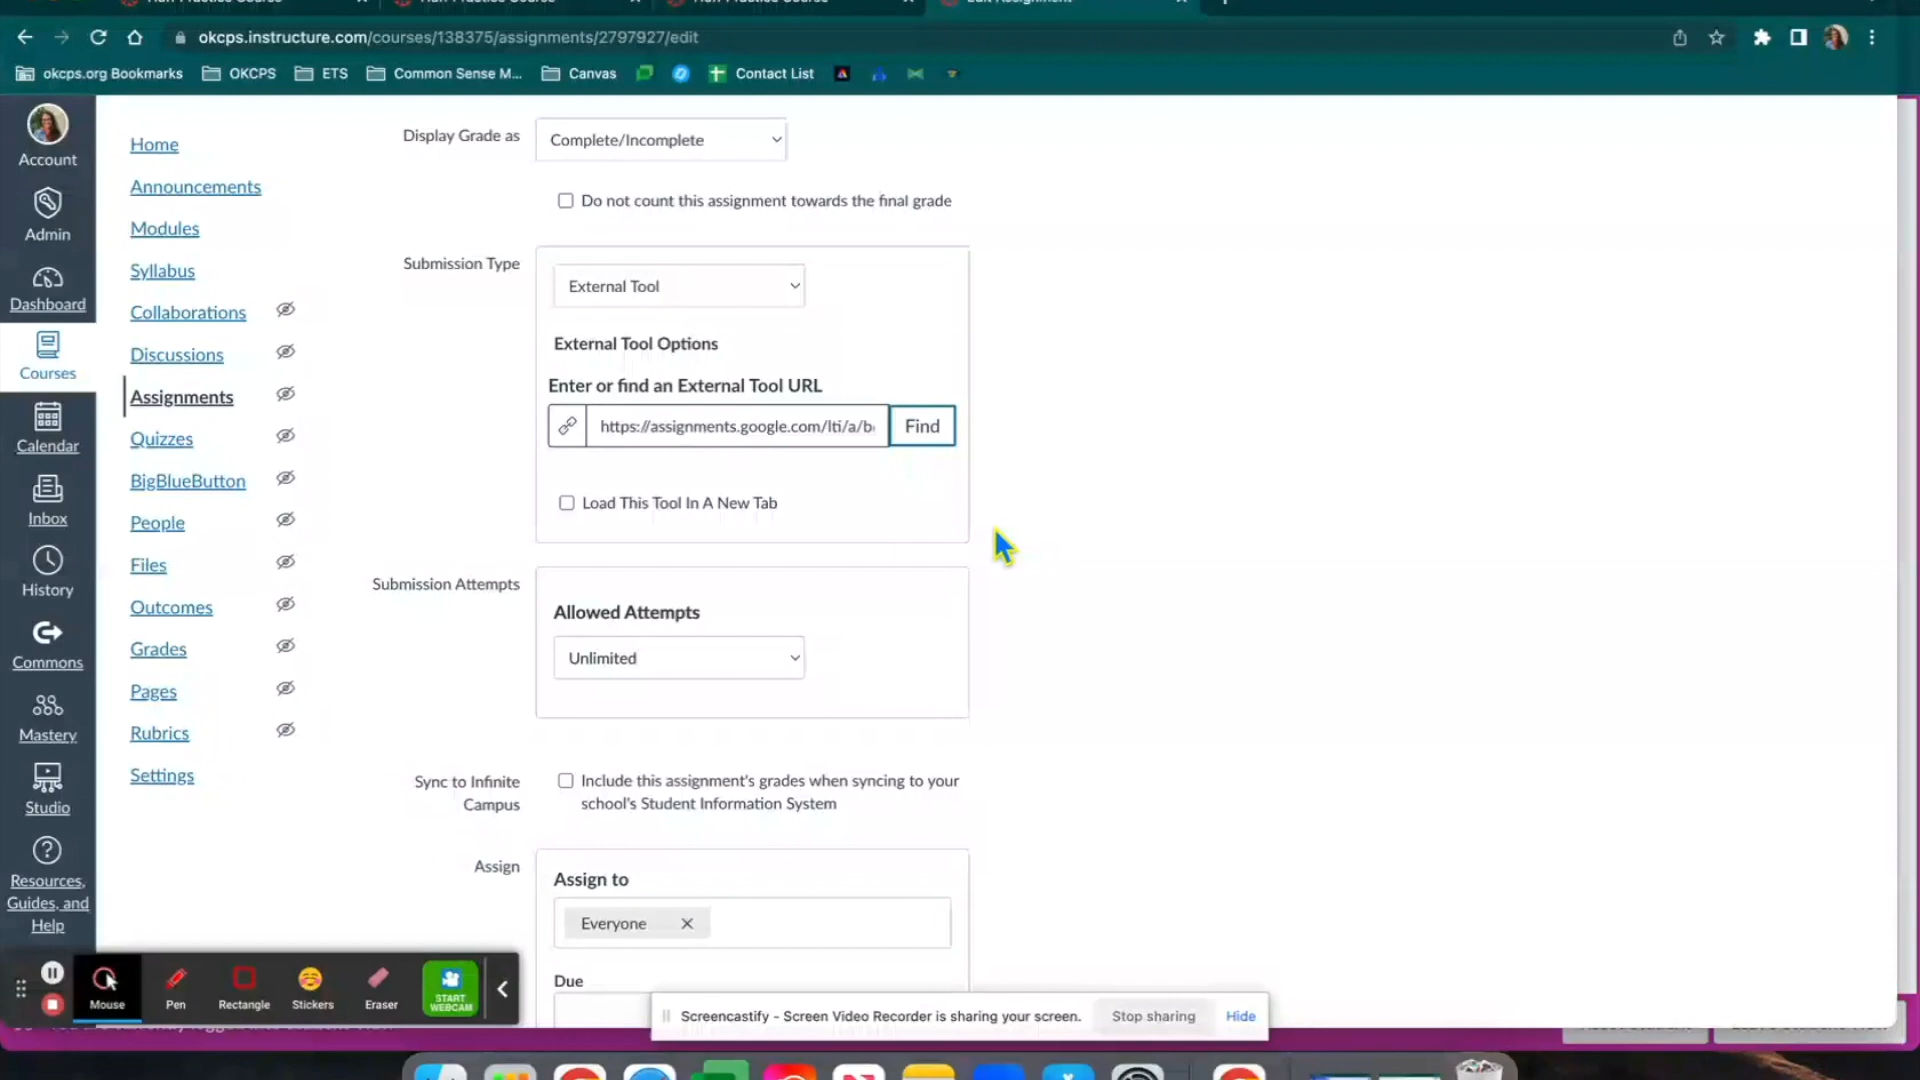 okcps.instructure.com/courses/138375/assignments/2797927/edit
okcps.org Bookmarks OKCPS ETS Common Sense M... Canvas Contact List
Account
Admin
Dashboard
Courses
Calendar
Inbox
History
Commons
Mastery
Studio
Resources,
Guides, and
Help
Home
Announcements
Modules
Syllabus
Collaborations
Discussions
Assignments
Quizzes
BigBlueButton
People
Files
Outcomes
Grades
Pages
Rubrics
Settings
Display Grade as Complete/Incomplete
Do not count this assignment towards the final grade
Submission Type
External Tool
External Tool Options
Enter or find an External Tool URL
https://assignments.google.com/lti/a/b Find
Load This Tool In A New Tab
Submission Attempts
Allowed Attempts
Unlimited
Sync to Infinite
Campus
Include this assignment's grades when syncing to your
school's Student Information System
Assign
Assign to
Everyone
Due
Mouse Pen Rectangle Stickers Eraser START
WEBCAM
Screencastify - Screen Video Recorder is sharing your screen. Stop sharing Hide